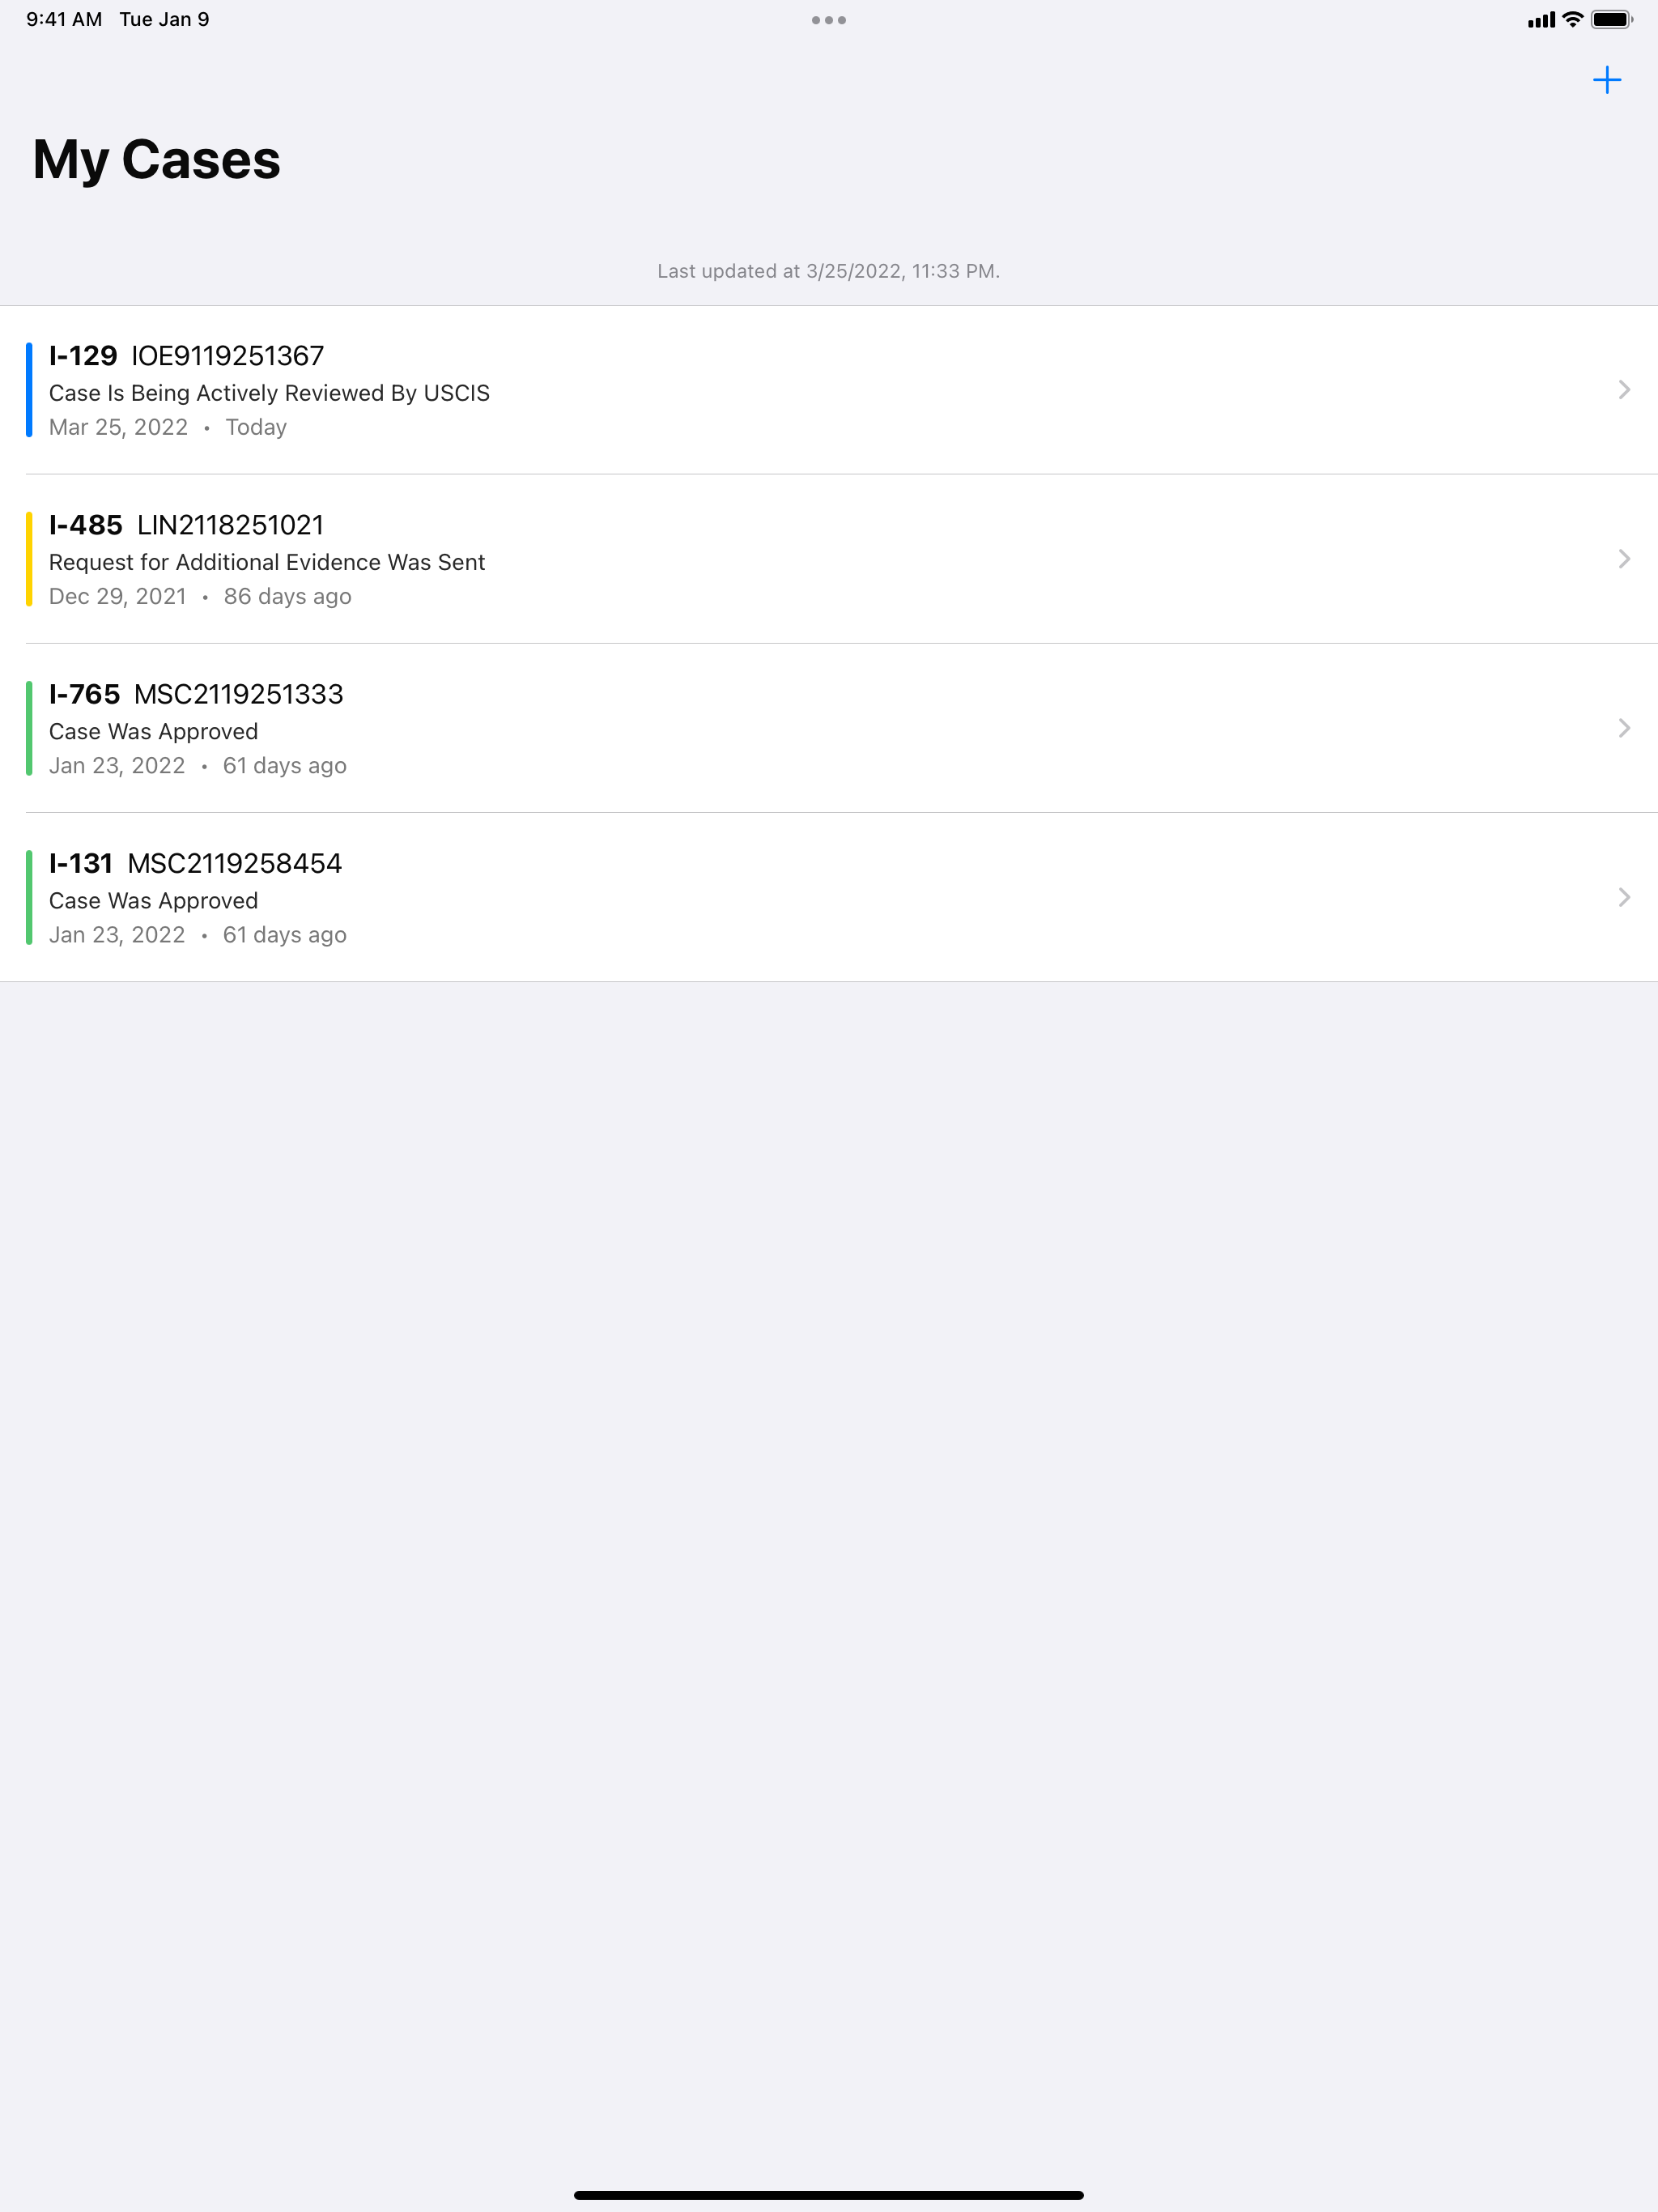 9:41 AM Tue Jan 9
My Cases
Last updated at 3/25/2022, 11:33 PM.
I-129 IOE9119251367
Case Is Being Actively Reviewed By USCIS
Mar 25, 2022 • Today
I-485 LIN2118251021
Request for Additional Evidence Was Sent
Dec 29, 2021 • 86 days ago
I-765 MSC2119251333
Case Was Approved
Jan 23, 2022 • 61 days ago
I-131 MSC2119258454
Case Was Approved
Jan 23, 2022 • 61 days ago